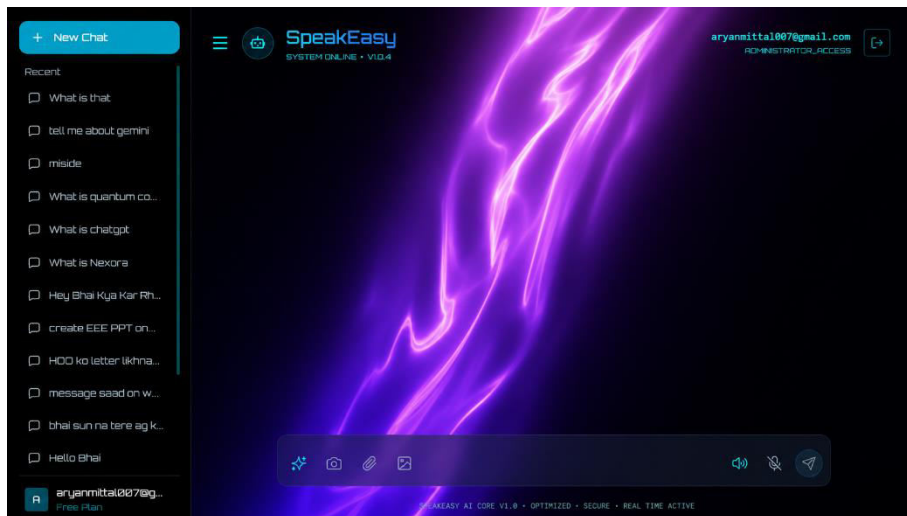 + New Chat
Recent
What is that
tell me about gemini
miside
What is quantum co...
What is chatgpt
What is Nexora
Hey Bhai Kya Kar Rh...
create EEE PPT on...
HOD ko letter likhna...
message saad on w...
bhai sun na tere ag k...
Hello Bhai
A
aryanmittal007@g...
Free Plan
SpeakEasy
SYSTEM ONLINE • V1.0.4
aryanmittal007@gmail.com
ADMINISTRATOR_ACCESS
SPEAKEASY AI CORE V1.0 • OPTIMIZED • SECURE • REAL TIME ACTIVE